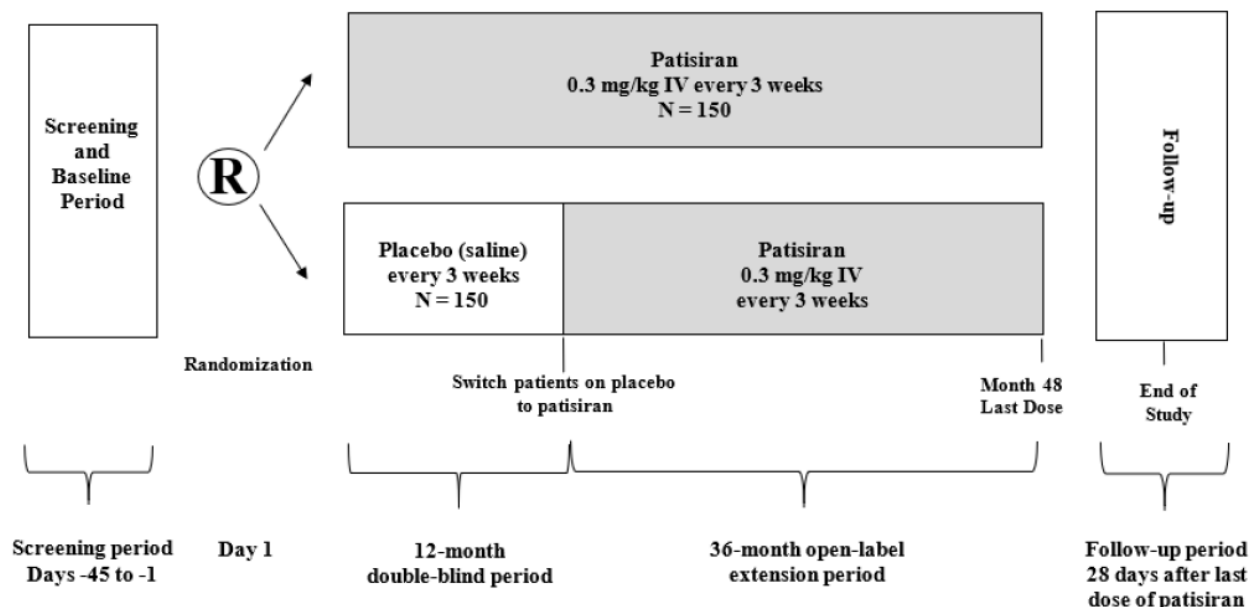 Screening
and
Baseline
Period
R
Randomization
Patisiran
0.3 mg/kg IV every 3 weeks
N = 150
Placebo (saline)
every 3 weeks
N = 150
Patisiran
0.3 mg/kg IV
every 3 weeks
Switch patients on placebo
to patisiran
Month 48
Last Dose
Follow-up
End of
Study
Screening period
Days -45 to -1
Day 1
12-month
double-blind period
36-month open-label
extension period
Follow-up period
28 days after last
dose of patisiran